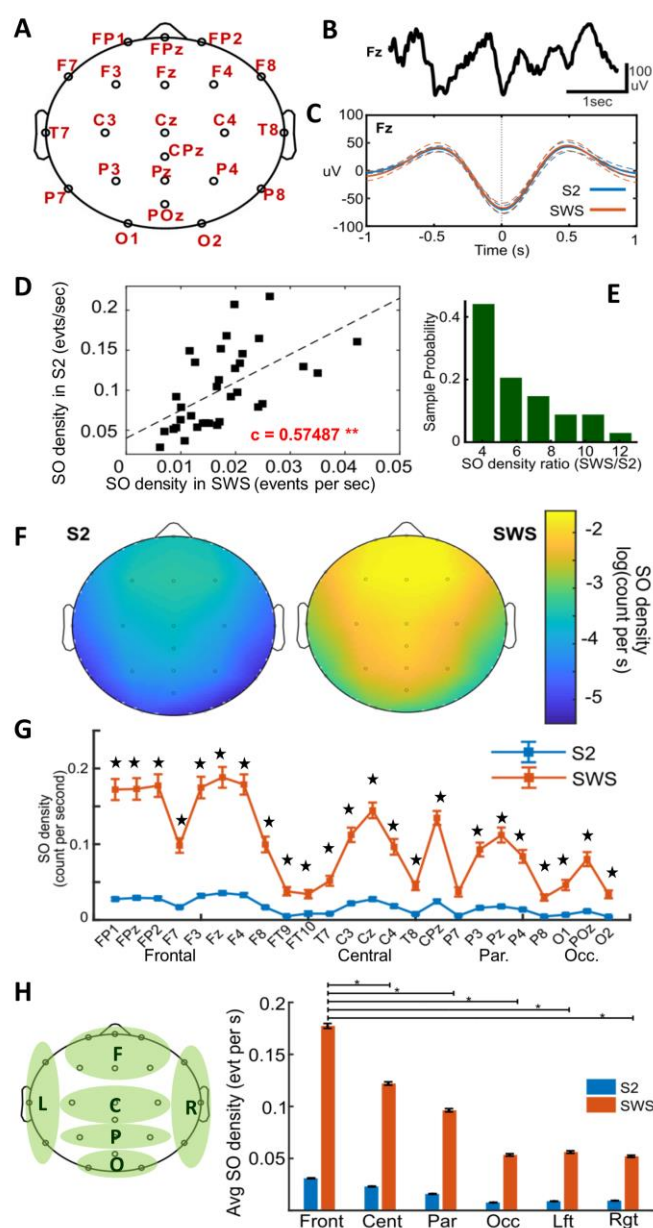 A
FP1 FP2
FPz
F7 F3 Fz F4 F8
T7 C3 Cz C4 T8
CPz
P7 P3 Pz P4 P8
POz
O1 O2
B
Fz
100
uV
1sec
C
Fz
100
50
0
uV
-50
-100
S2
SWS
-1 -0.5 0 0.5 1
Time (s)
D
SO density in S2 (evts/sec)
0.2
0.15
0.1
0.05
c = 0.57487 **
0 0.01 0.02 0.03 0.04 0.05
SO density in SWS (events per sec)
E
Sample Probability
0.4
0.2
0
4 6 8 10 12
SO density ratio (SWS/S2)
F
S2
SWS
-2
-3
-4
-5
SO density
log(count per s)
G
SO density
(count per second)
0.2
0.1
0
S2
SWS
FP1 FPz FP2 F7 F3 Fz F4 F8 FT9 FT10 T7 C3 Cz C4 T8 CPz P7 P3 Pz P4 P8 O1 POz O2
Frontal Central Par. Occ.
H
F
L C R
P
O
Avg SO density (evt per s)
0.2
0.15
0.1
0.05
* * * * *
S2
SWS
Front Cent Par Occ Lft Rgt